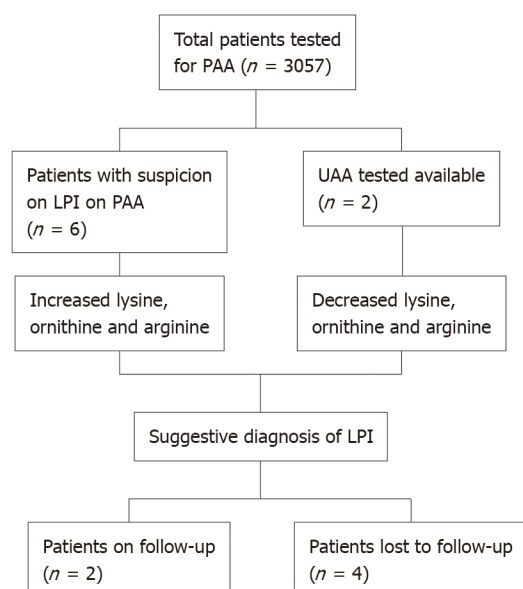 Total patients tested
for PAA (n = 3057)
Patients with suspicion
on LPI on PAA
(n = 6)
UAA tested available
(n = 2)
Increased lysine,
ornithine and arginine
Decreased lysine,
ornithine and arginine
Suggestive diagnosis of LPI
Patients on follow-up
(n = 2)
Patients lost to follow-up
(n = 4)